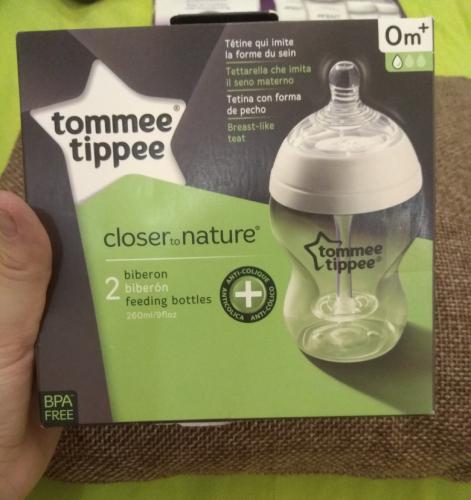 0m+
Tétine qui imite
la forme du sein
Tettarella che imita
il seno materno
Tetina con forma
de pecho
Breast-like
teat
tommee®
tippee
closer to nature®
2
biberon
biberón
feeding bottles
260ml/9floz
ANTI-COLIQUE
ANTI-CÓLICO
ANTICOLICA
tommee
tippee®
BPA
FREE